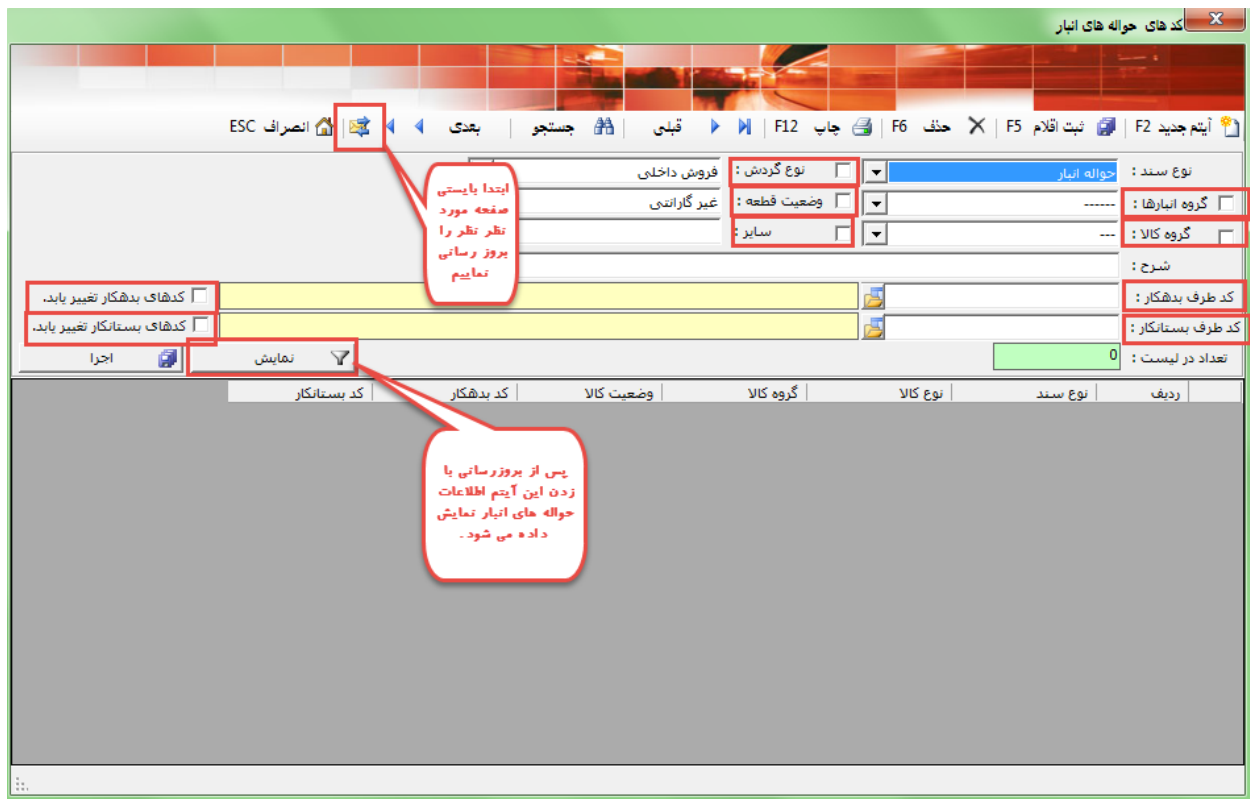 کد های حواله های انبار
آیتم جدید F2 | ثبت اقلام F5 | حذف F6 | چاپ F12 | قبلی | جستجو | بعدی | انصراف ESC
نوع سند : حواله انبار نوع گردش : فروش داخلی
گروه انبارها : ------ وضعیت قطعه : غیر گارانتی
گروه کالا : --- سایر :
شرح :
کد طرف بدهکار : کدهای بدهکار تغییر یابد.
کد طرف بستانکار : کدهای بستانکار تغییر یابد.
تعداد در لیست : 0 نمایش اجرا
ردیف نوع سند نوع کالا گروه کالا وضعیت کالا کد بدهکار کد بستانکار
ابتدا بایستی
صفحه مورد
نظر نظر را
بروز رسانی
نماییم
پس از بروزرسانی با
زدن این آیتم اطلاعات
حواله های انبار نمایش
داده می شود .